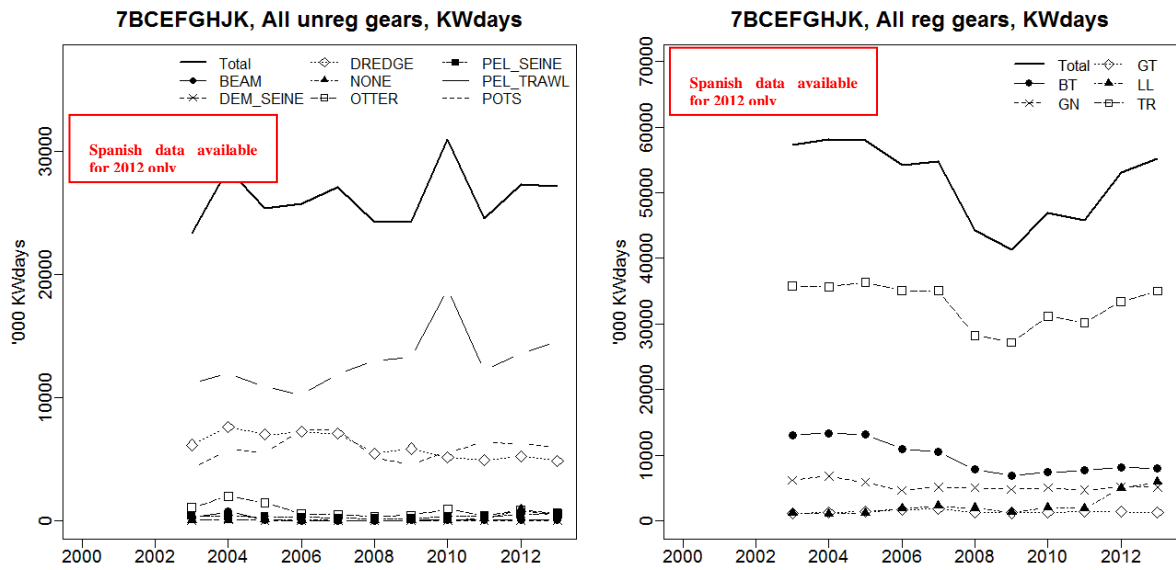 7BCEFGHJK, All unreg gears, KWdays
Total DREDGE PEL_SEINE
BEAM NONE PEL_TRAWL
DEM_SEINE OTTER POTS
Spanish data available
for 2012 only
'000 KWdays
30000
20000
10000
0
2000 2002 2004 2006 2008 2010 2012
7BCEFGHJK, All reg gears, KWdays
Total GT
BT LL
GN TR
Spanish data available
for 2012 only
'000 KWdays
70000
60000
50000
40000
30000
20000
10000
0
2000 2002 2004 2006 2008 2010 2012